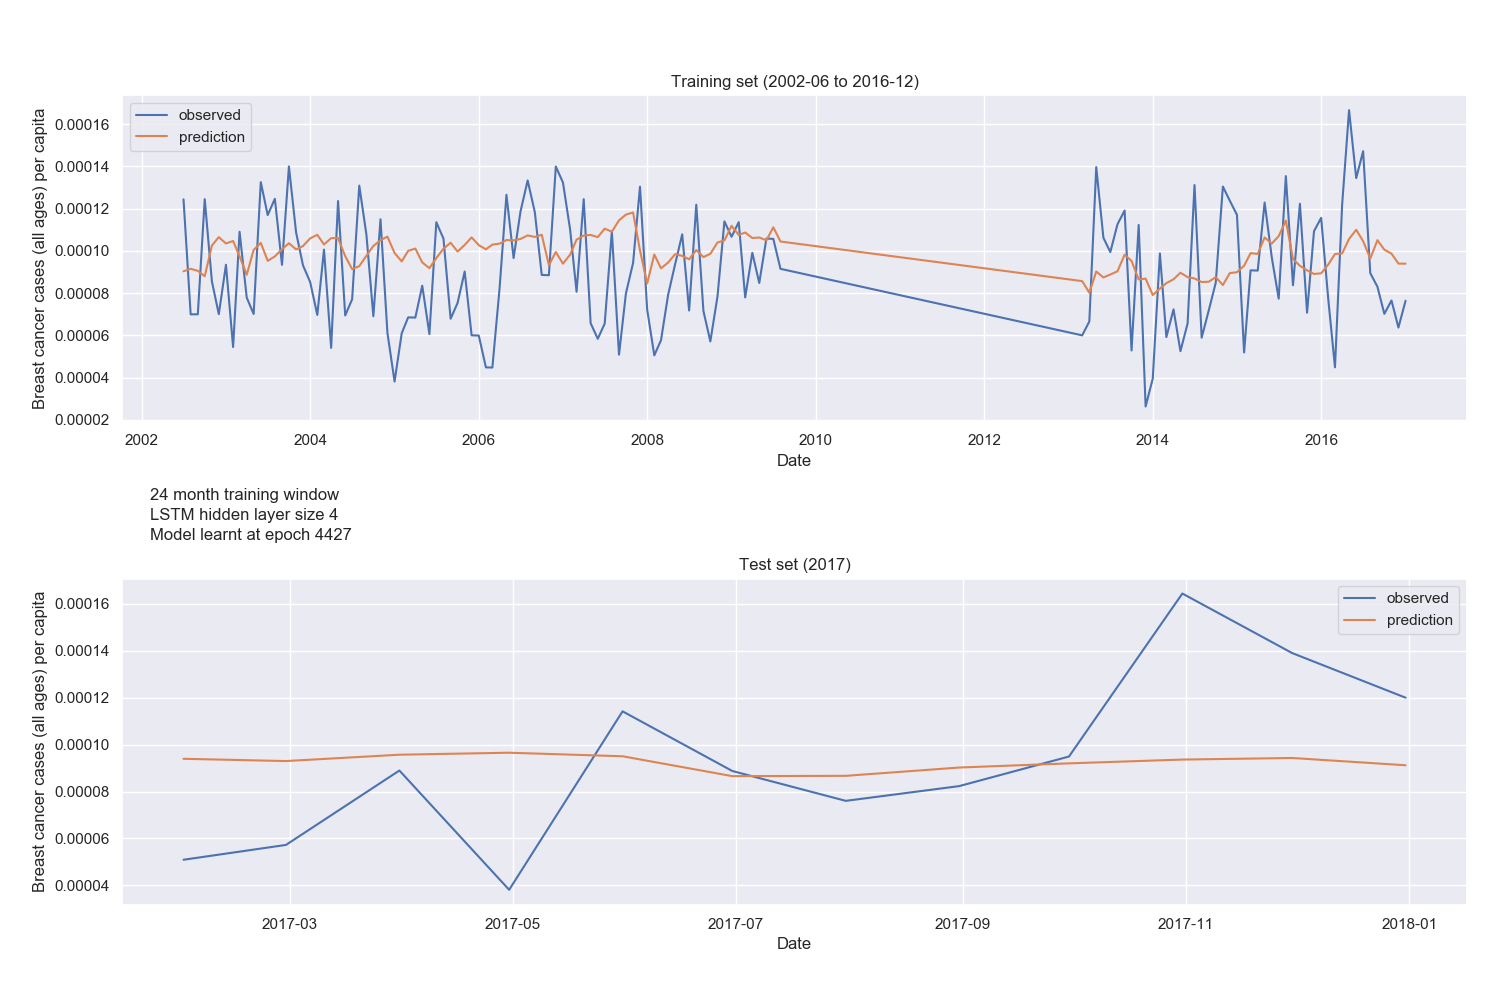 Training set (2002-06 to 2016-12)
Breast cancer cases (all ages) per capita
0.00016
0.00014
0.00012
0.00010
0.00008
0.00006
0.00004
0.00002
observed
prediction
2002 2004 2006 2008 2010 2012 2014 2016
Date
24 month training window
LSTM hidden layer size 4
Model learnt at epoch 4427
Test set (2017)
Breast cancer cases (all ages) per capita
0.00016
0.00014
0.00012
0.00010
0.00008
0.00006
0.00004
observed
prediction
2017-03 2017-05 2017-07 2017-09 2017-11 2018-01
Date